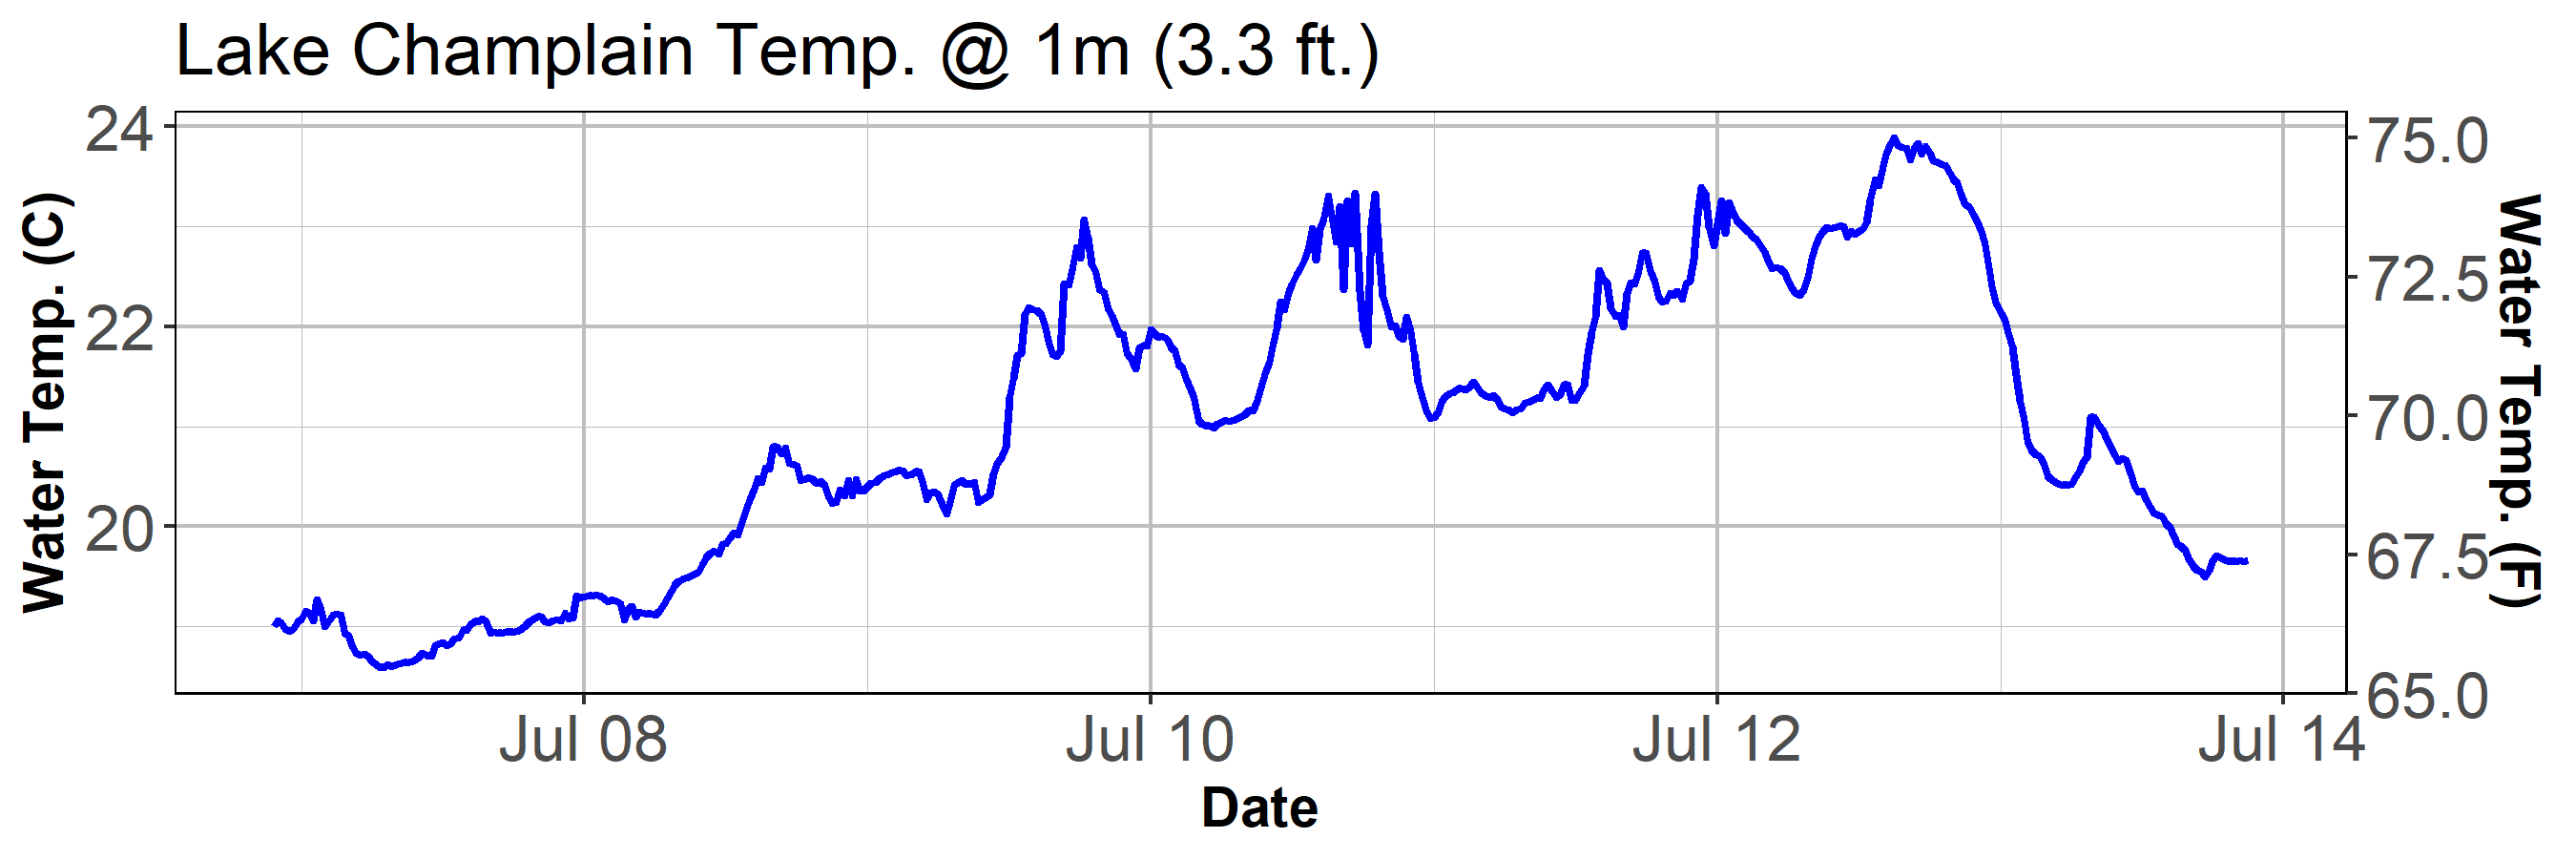 Lake Champlain Temp. @ 1m (3.3 ft.)
Water Temp. (C)
24
22
20
75.0
72.5
70.0
67.5
65.0
Water Temp. (F)
Jul 08 Jul 10 Jul 12 Jul 14
Date